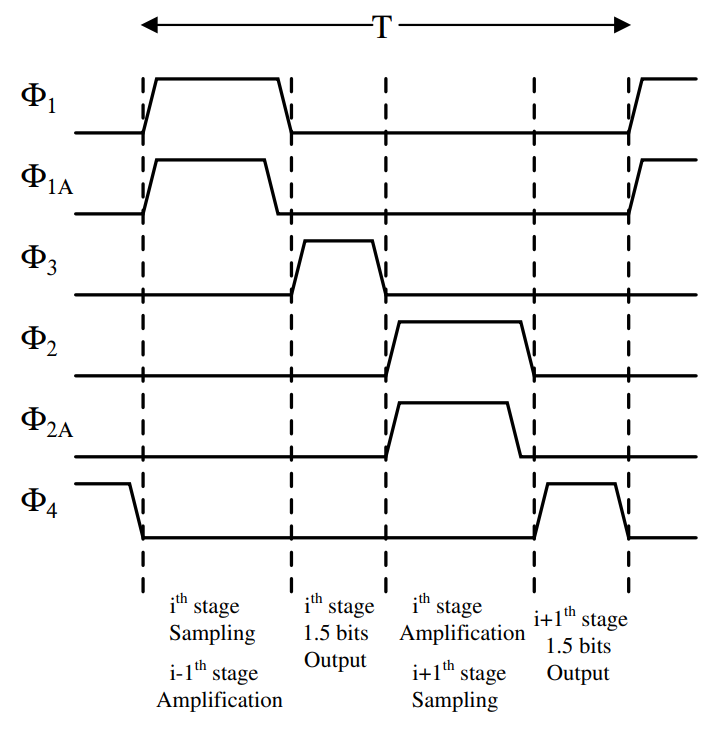 T
Φ1
Φ1A
Φ3
Φ2
Φ2A
Φ4
ith stage
Sampling
i-1th stage
Amplification
ith stage
1.5 bits
Output
ith stage
Amplification
i+1th stage
Sampling
i+1th stage
1.5 bits
Output